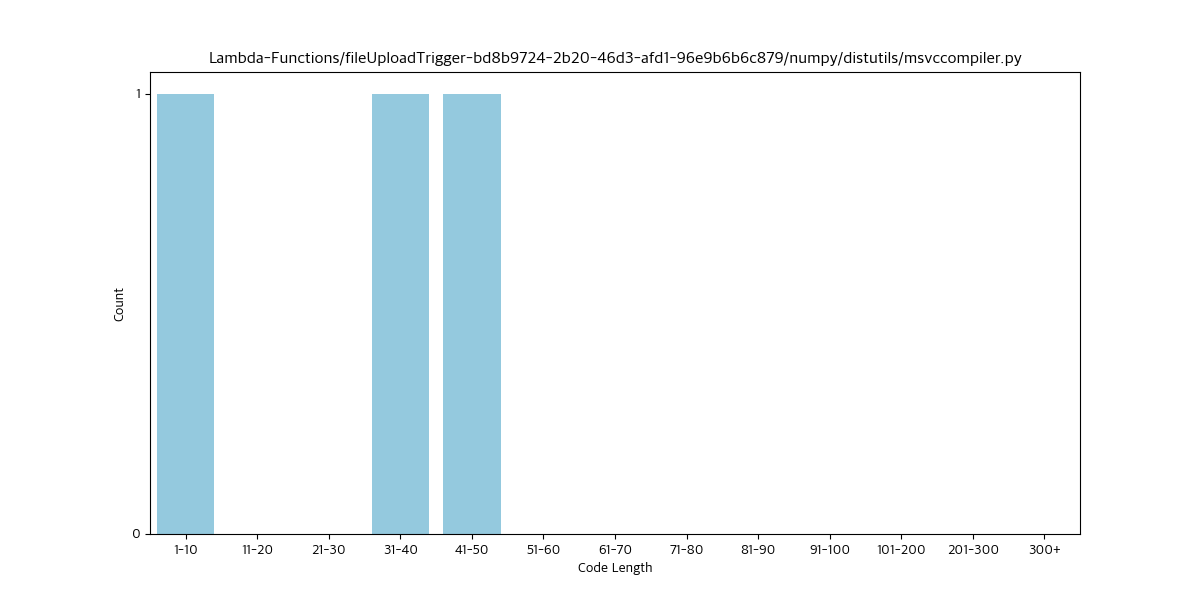 Lambda-Functions/fileUploadTrigger-bd8b9724-2b20-46d3-afd1-96e9b6b6c879/numpy/distutils/msvccompiler.py
1
Count
0
1-10 11-20 21-30 31-40 41-50 51-60 61-70 71-80 81-90 91-100 101-200 201-300 300+
Code Length